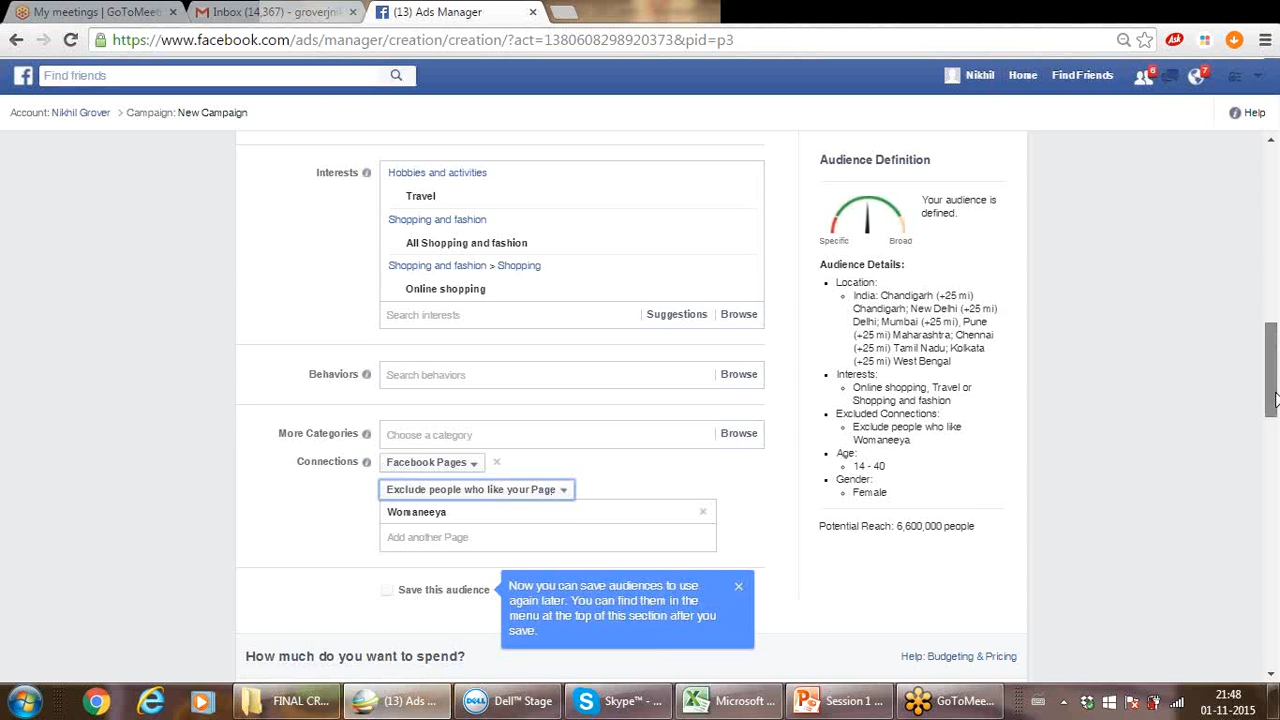 My meetings | GoToMeeti
Inbox (14,367) - groverjnik
(13) Ads Manager
https://www.facebook.com/ads/manager/creation/creation/?act=1380608298920373&pid=p3
Ask
Find friends
Nikhil
Home
Find Friends
6
7
Account: Nikhil Grover > Campaign: New Campaign
Help
Interests
Hobbies and activities
Travel
Shopping and fashion
All Shopping and fashion
Shopping and fashion > Shopping
Online shopping
Search interests
Suggestions
Browse
Behaviors
Search behaviors
Browse
More Categories
Choose a category
Browse
Connections
Facebook Pages
Exclude people who like your Page
Womaneeya
Add another Page
Save this audience
Now you can save audiences to use
again later. You can find them in the
menu at the top of this section after you
save.
How much do you want to spend?
Help: Budgeting & Pricing
Audience Definition
Your audience is
defined.
Specific
Broad
Audience Details:
Location:
India: Chandigarh (+25 mi)
Chandigarh; New Delhi (+25 mi)
Delhi; Mumbai (+25 mi), Pune
(+25 mi) Maharashtra; Chennai
(+25 mi) Tamil Nadu; Kolkata
(+25 mi) West Bengal
Interests:
Online shopping, Travel or
Shopping and fashion
Excluded Connections:
Exclude people who like
Womaneeya
Age:
14 - 40
Gender:
Female
Potential Reach: 6,600,000 people
FINAL CR...
(13) Ads ...
Dell™ Stage
Skype™ - ...
Microsoft ...
Session 1 ...
GoToMee...
21:48
01-11-2015